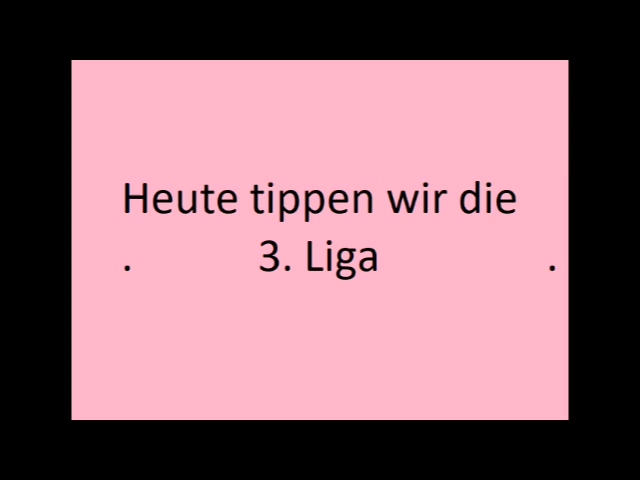 Heute tippen wir die
. 3. Liga .